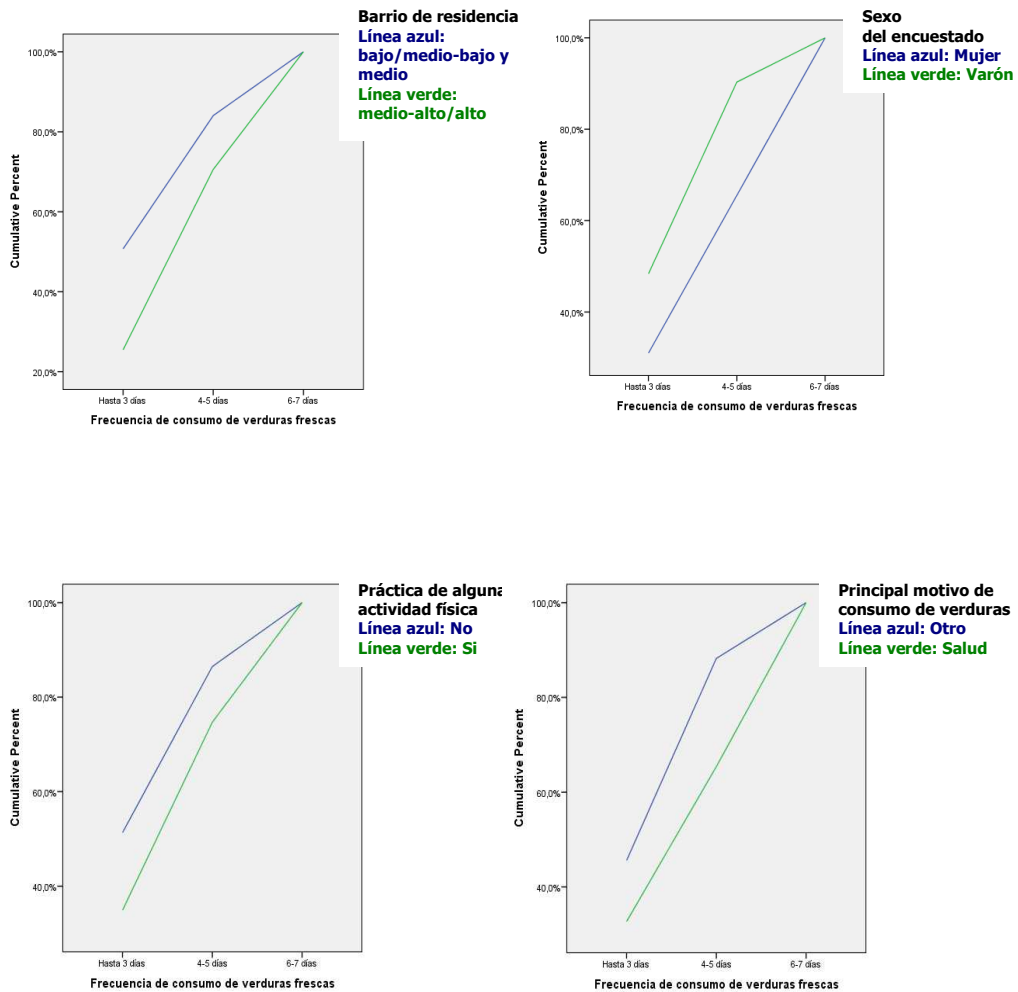 Barrio de residencia
Línea azul:
bajo/medio-bajo y
medio
Línea verde:
medio-alto/alto
100,0%
80,0%
60,0%
40,0%
20,0%
Cumulative Percent
Hasta 3 días 4-5 días 6-7 días
Frecuencia de consumo de verduras frescas
Sexo
del encuestado
Línea azul: Mujer
Línea verde: Varón
100,0%
80,0%
60,0%
40,0%
Cumulative Percent
Hasta 3 días 4-5 días 6-7 días
Frecuencia de consumo de verduras frescas
Práctica de alguna
actividad física
Línea azul: No
Línea verde: Si
100,0%
80,0%
60,0%
40,0%
Cumulative Percent
Hasta 3 días 4-5 días 6-7 días
Frecuencia de consumo de verduras frescas
Principal motivo de
consumo de verduras
Línea azul: Otro
Línea verde: Salud
100,0%
80,0%
60,0%
40,0%
Cumulative Percent
Hasta 3 días 4-5 días 6-7 días
Frecuencia de consumo de verduras frescas